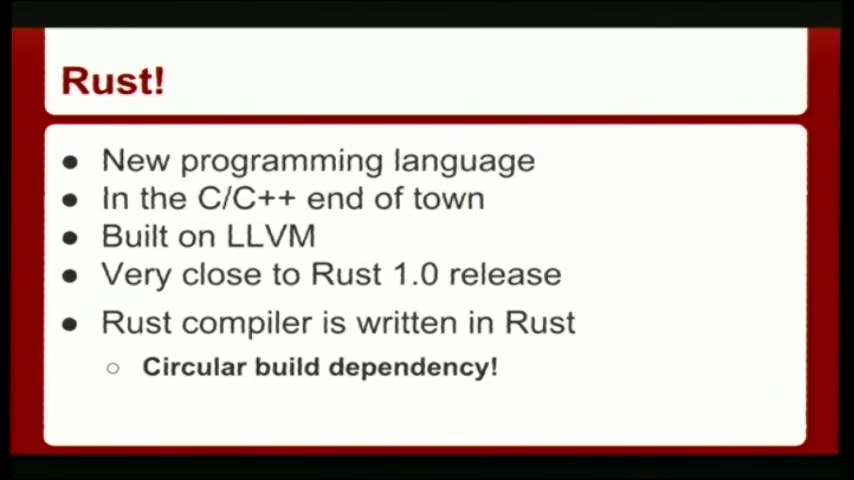 Rust!
● New programming language
● In the C/C++ end of town
● Built on LLVM
● Very close to Rust 1.0 release
● Rust compiler is written in Rust
○ Circular build dependency!